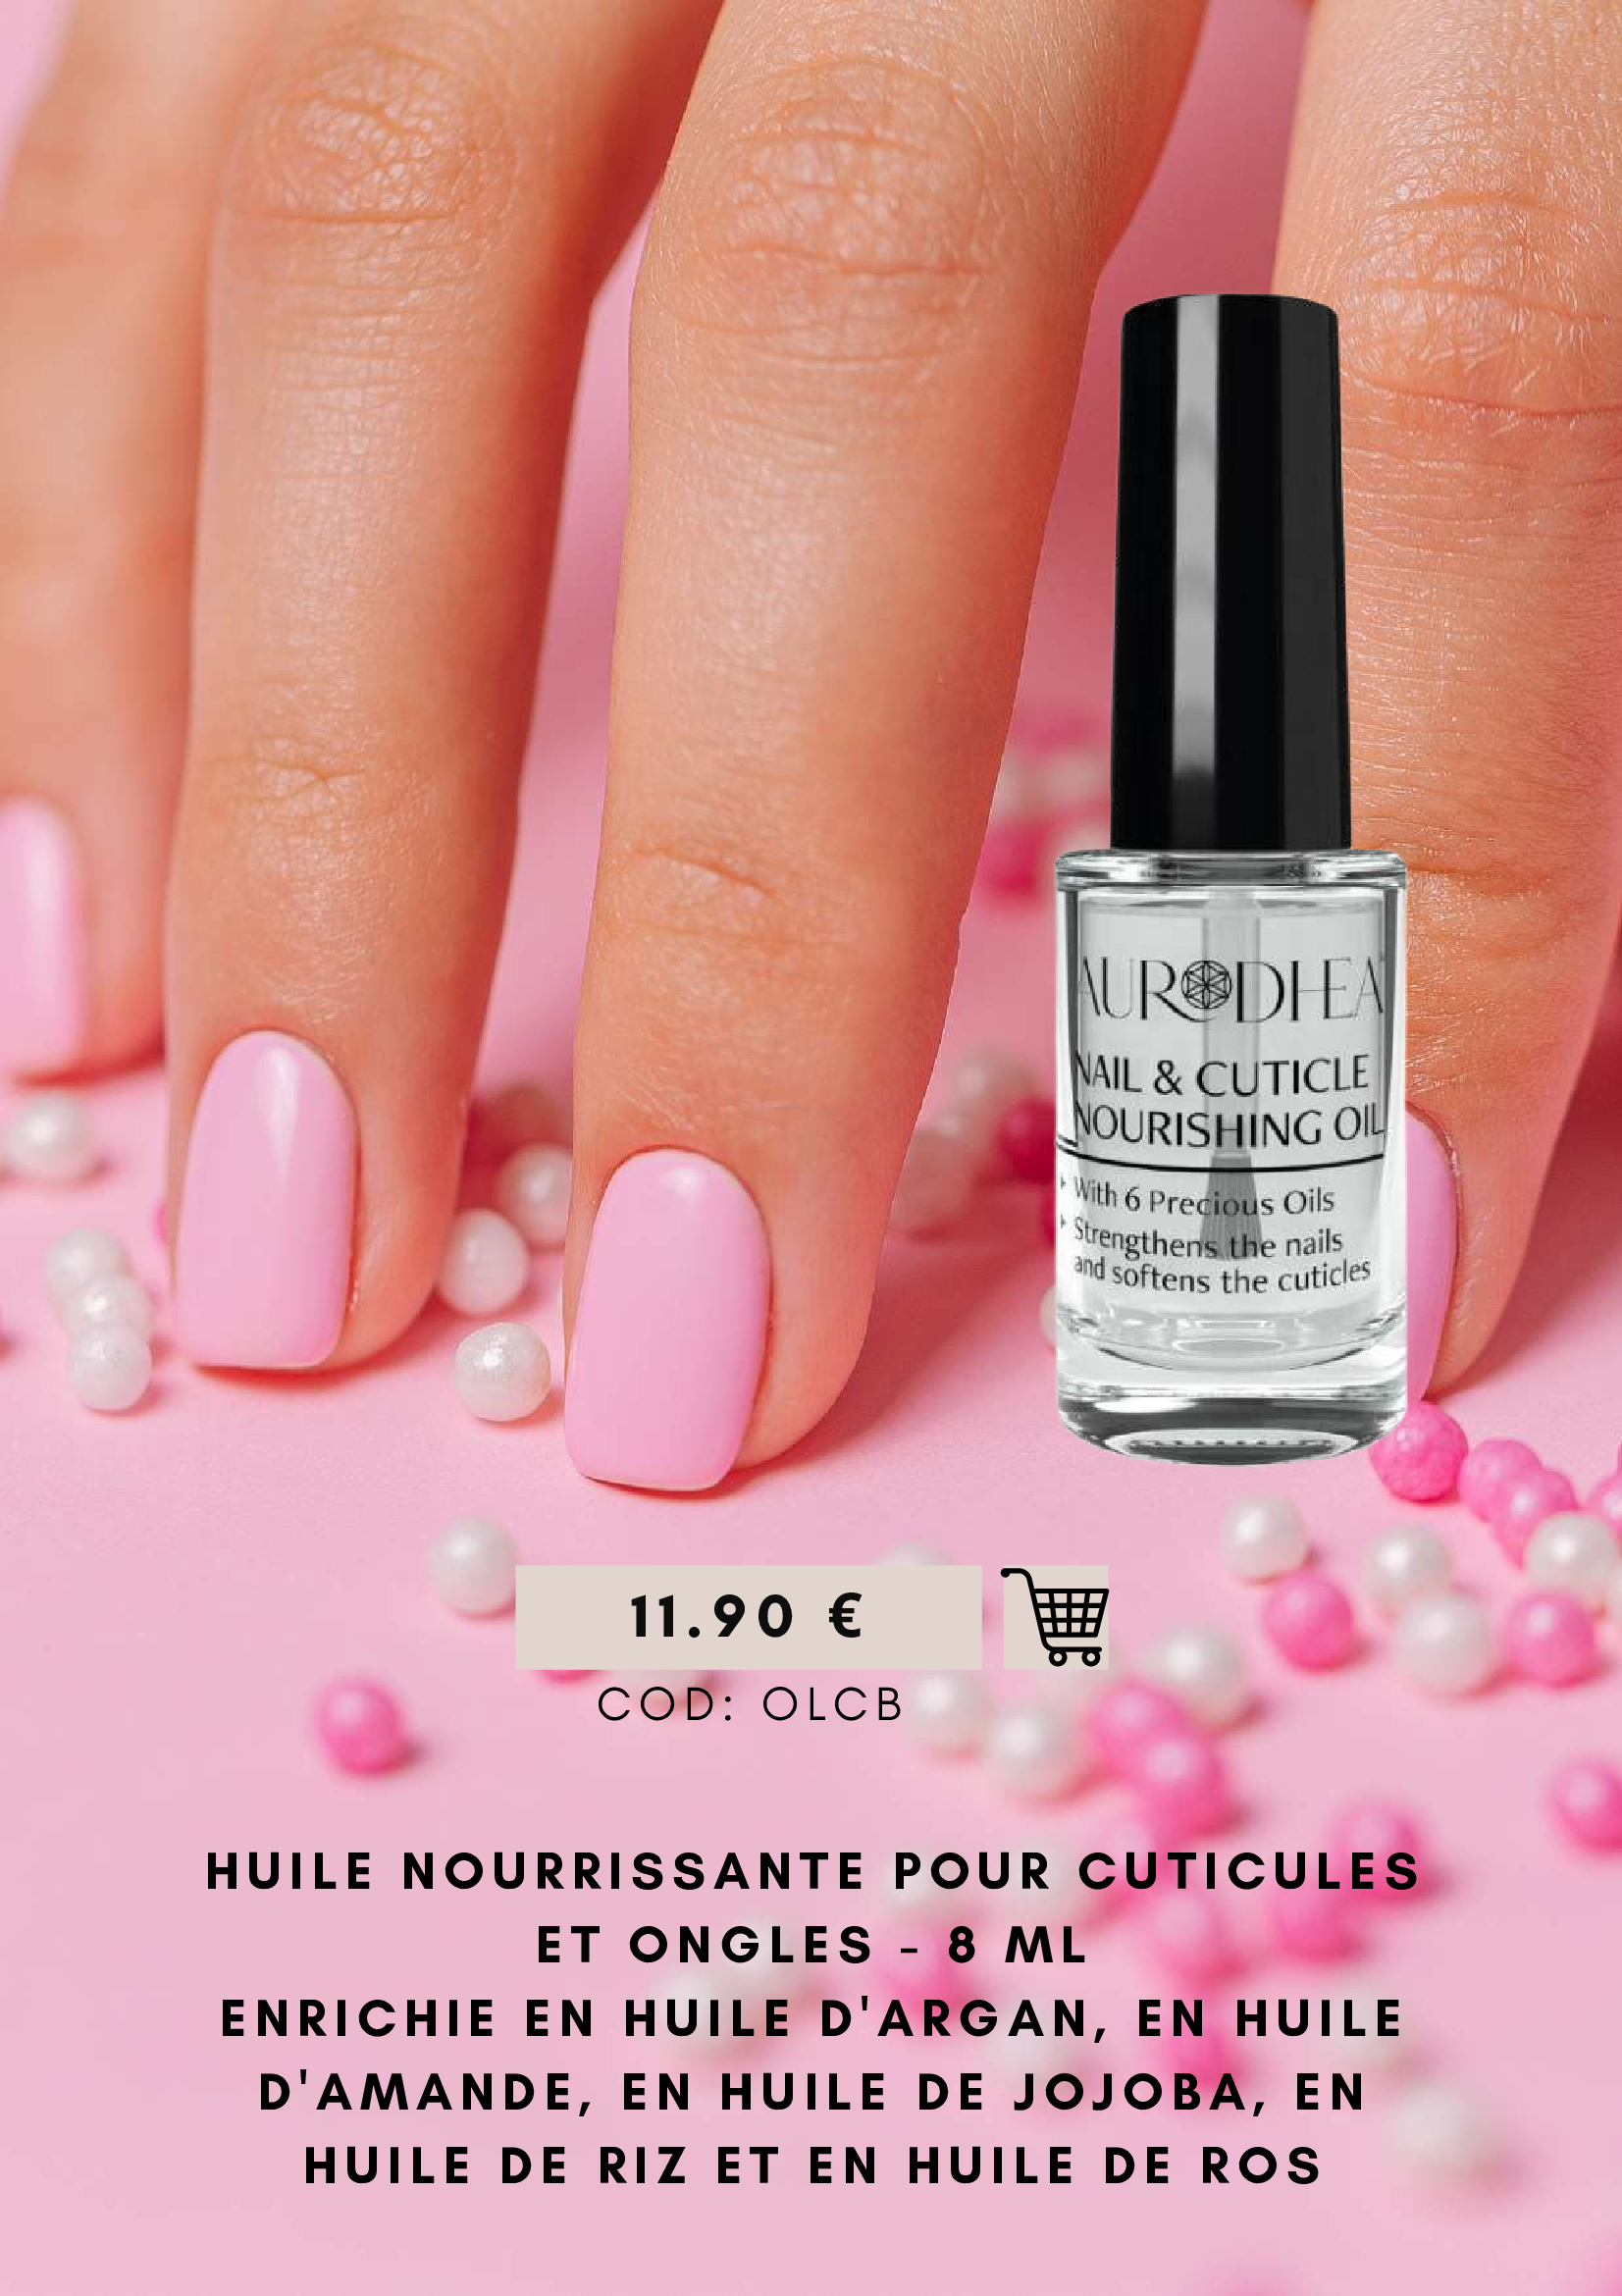 AURODHEA
NAIL & CUTICLE
NOURISHING OIL
With 6 Precious Oils
Strengthens the nails
and softens the cuticles
11.90 €
COD: OLCB
HUILE NOURRISSANTE POUR CUTICULES
ET ONGLES - 8 ML
ENRICHIE EN HUILE D'ARGAN, EN HUILE
D'AMANDE, EN HUILE DE JOJOBA, EN
HUILE DE RIZ ET EN HUILE DE ROS